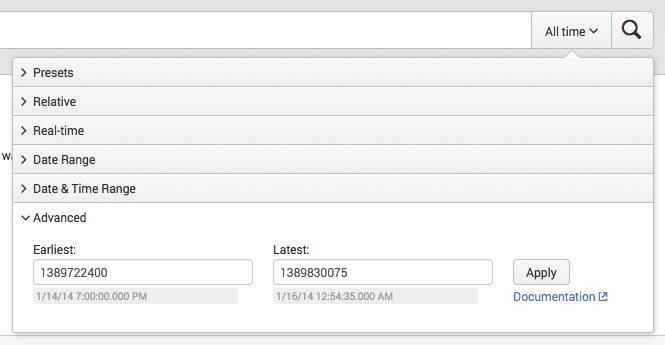 All time
Presets
Relative
Real-time
wa
Date Range
Date & Time Range
Advanced
Earliest: Latest:
1389722400 1389830075 Apply
1/14/14 7:00:00.000 PM 1/16/14 12:54:35.000 AM Documentation